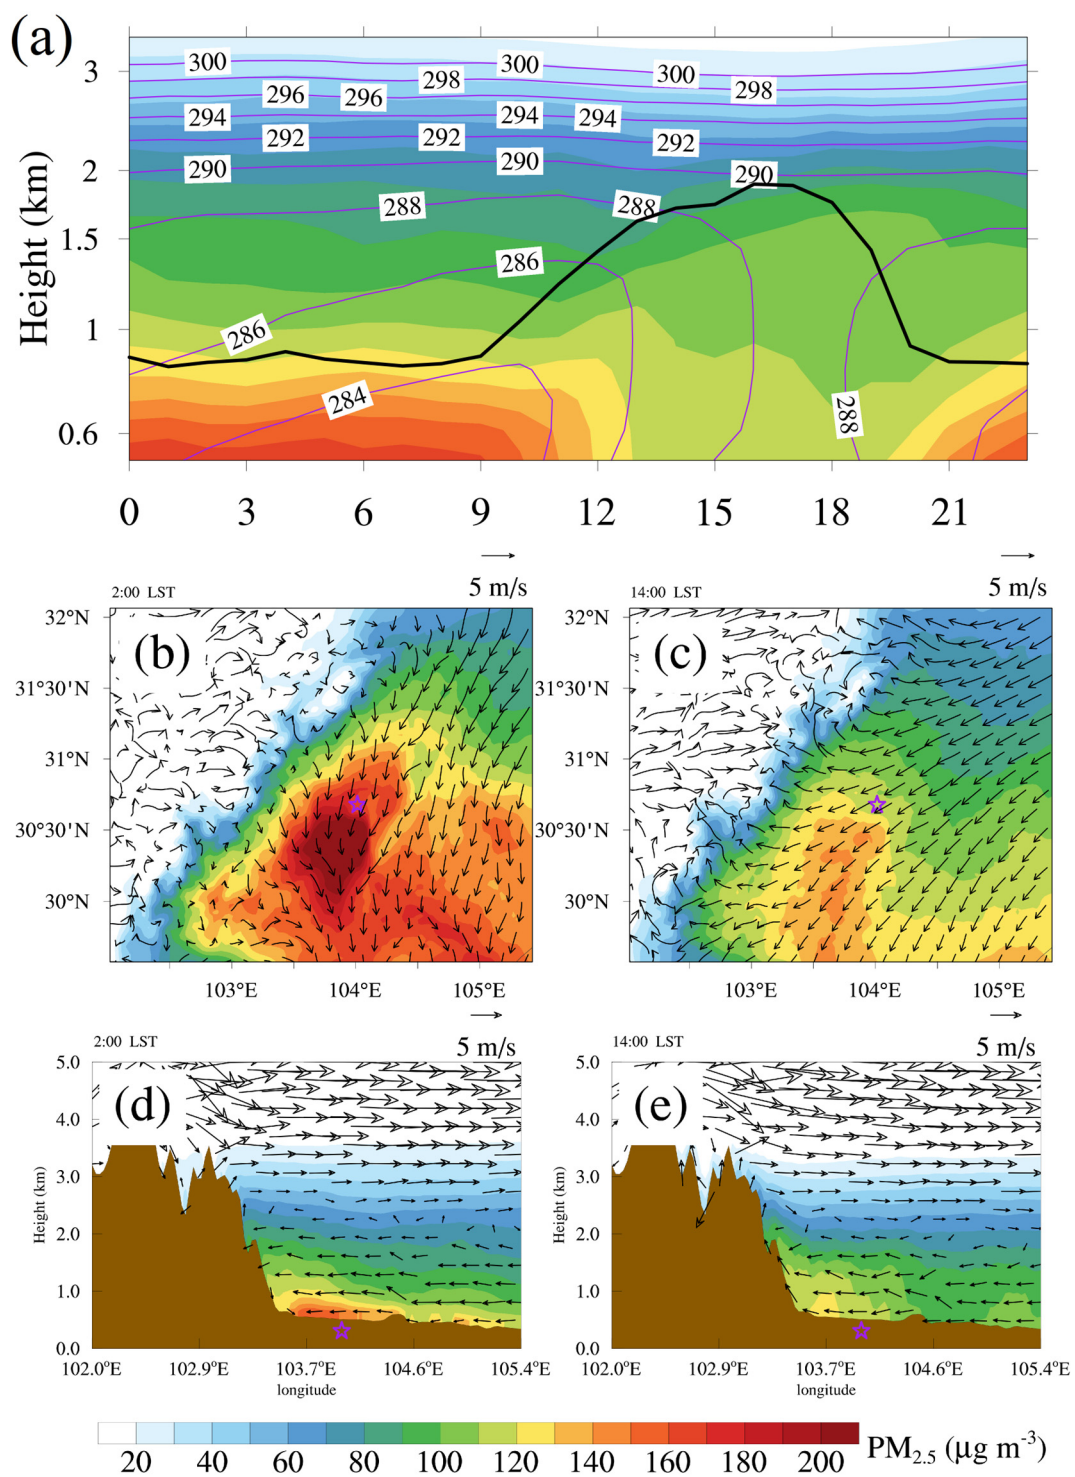 (a)
300 300 300
298 298
296 296
294 294 294
292 292 292
290 290 290
288 288
286
286
284
288
3
2
1.5
1
0.6
Height (km)
0 3 6 9 12 15 18 21
2:00 LST 5 m/s
(b)
32°N
31°30'N
31°N
30°30'N
30°N
103°E 104°E 105°E
14:00 LST 5 m/s
(c)
32°N
31°30'N
31°N
30°30'N
30°N
103°E 104°E 105°E
2:00 LST 5 m/s
(d)
5.0
4.0
3.0
2.0
1.0
0.0
Height (km)
102.0°E 102.9°E 103.7°E 104.6°E 105.4°E
longitude
14:00 LST 5 m/s
(e)
5.0
4.0
3.0
2.0
1.0
0.0
Height (km)
102.0°E 102.9°E 103.7°E 104.6°E 105.4°E
longitude
20 40 60 80 100 120 140 160 180 200 PM2.5 (μg m-3)